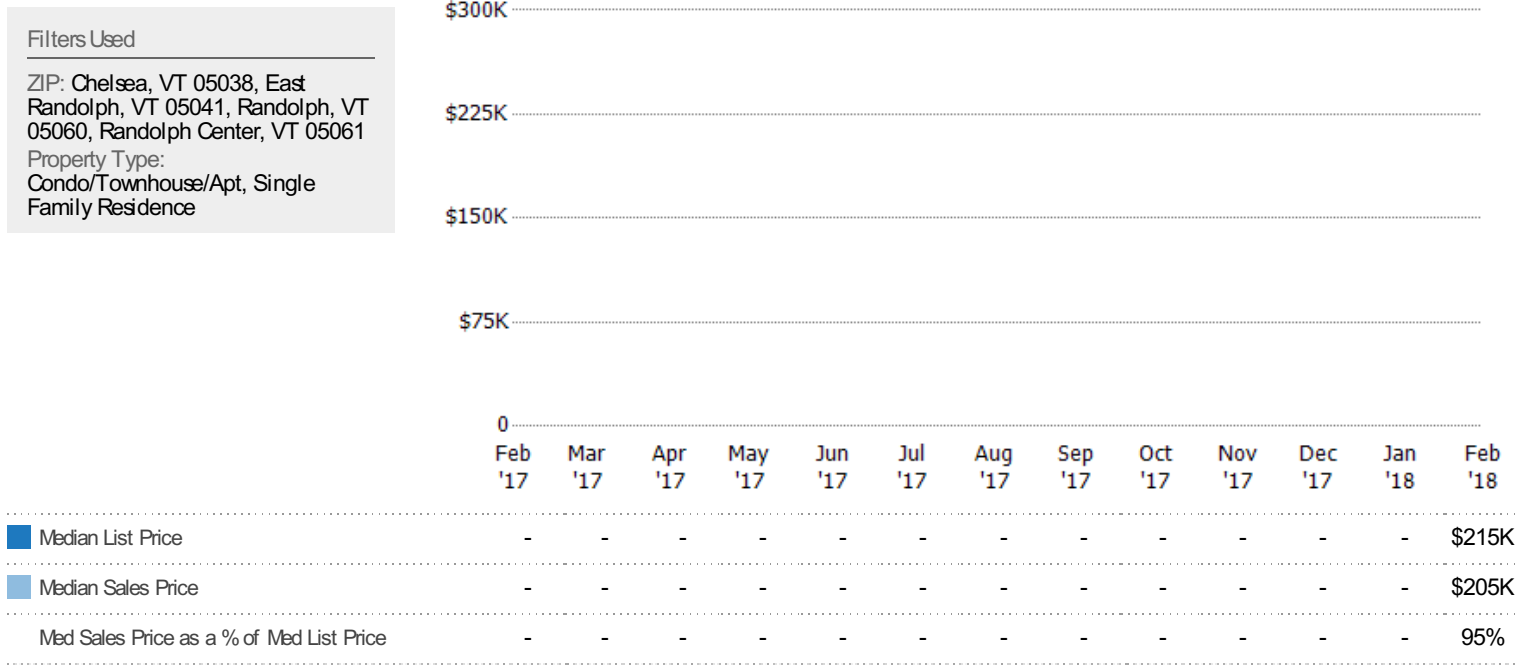 Filters Used
ZIP: Chelsea, VT 05038, East
Randolph, VT 05041, Randolph, VT
05060, Randolph Center, VT 05061
Property Type:
Condo/Townhouse/Apt, Single
Family Residence
$300K
$225K
$150K
$75K
0
Feb Mar Apr May Jun Jul Aug Sep Oct Nov Dec Jan Feb
'17 '17 '17 '17 '17 '17 '17 '17 '17 '17 '17 '18 '18
Median List Price - - - - - - - - - - - - $215K
Median Sales Price - - - - - - - - - - - - $205K
Med Sales Price as a % of Med List Price - - - - - - - - - - - - 95%